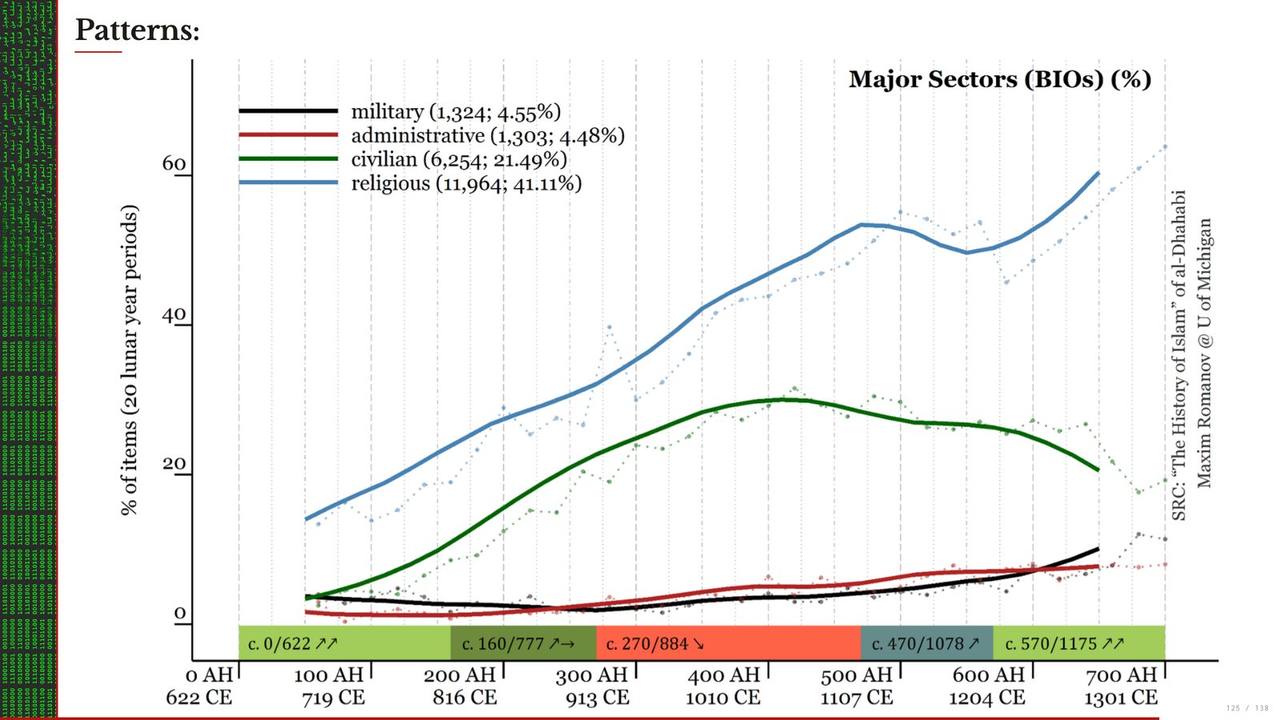 Patterns:
Major Sectors (BIOs) (%)
military (1,324; 4.55%)
administrative (1,303; 4.48%)
civilian (6,254; 21.49%)
religious (11,964; 41.11%)
% of items (20 lunar year periods)
60
40
20
0
c. 0/622 ↗↗
c. 160/777 ↗→
c. 270/884 ↘
c. 470/1078 ↗
c. 570/1175 ↗↗
0 AH
622 CE
100 AH
719 CE
200 AH
816 CE
300 AH
913 CE
400 AH
1010 CE
500 AH
1107 CE
600 AH
1204 CE
700 AH
1301 CE
SRC: “The History of Islam” of al-Dhahabi
Maxim Romanov @ U of Michigan
125 / 138